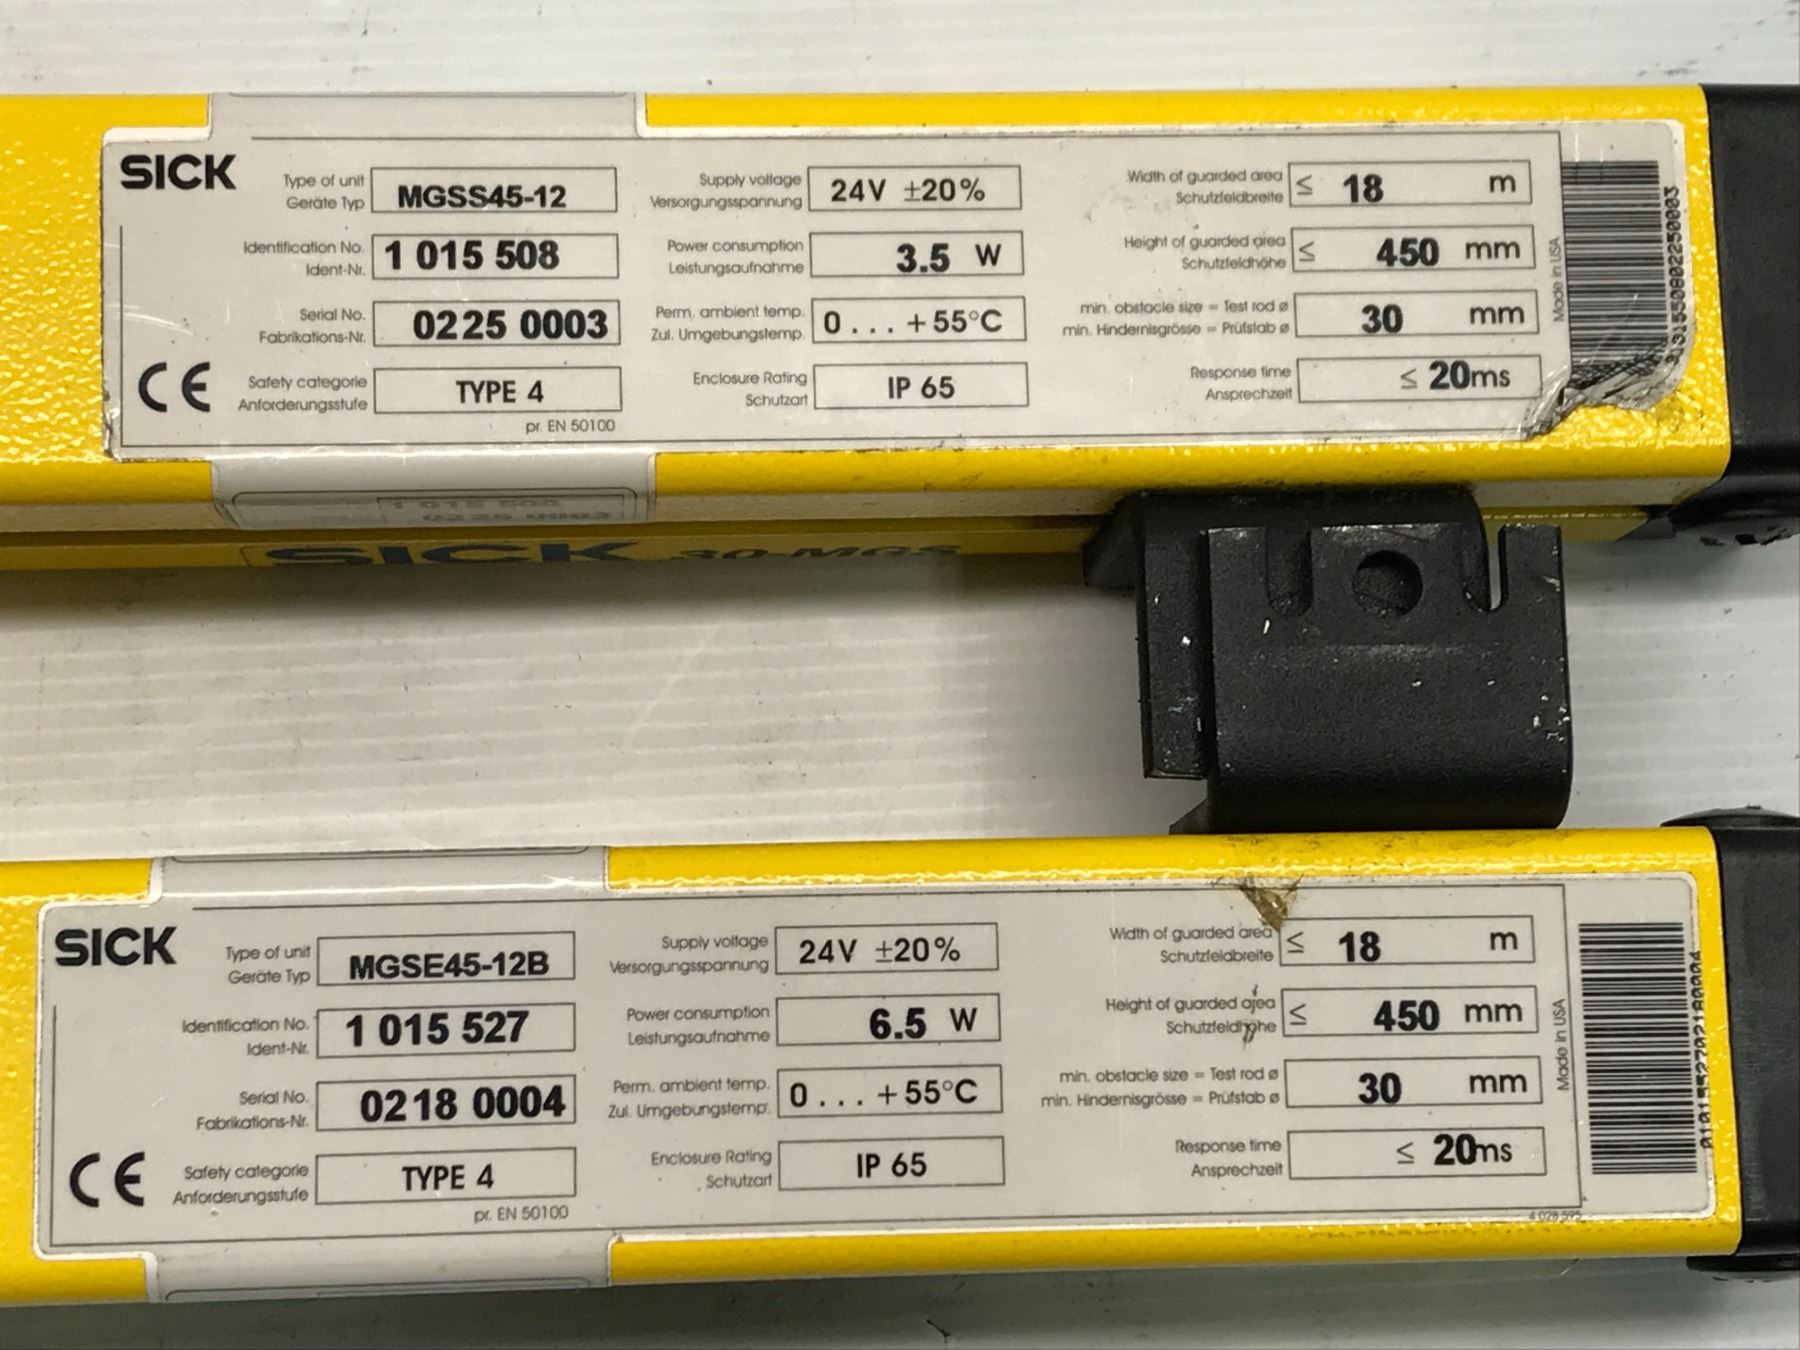 SICK
Type of unit
Geräte Typ
MGSS45-12
Identification No.
Ident-Nr.
1 015 508
Serial No.
Fabrikations-Nr.
0225 0003
CE
Safety categorie
Anforderungsstufe
TYPE 4
pr. EN 50100
Supply voltage
Versorgungsspannung
24V ±20%
Power consumption
Leistungsaufnahme
3.5 W
Perm. ambient temp.
Zul. Umgebungstemp.
0 . . . +55°C
Enclosure Rating
Schutzart
IP 65
Width of guarded area
Schutzfeldbreite
≤ 18 m
Height of guarded area
Schutzfeldhöhe
≤ 450 mm
min. obstacle size = Test rod ø
min. Hindernisgrösse = Prüfstab ø
30 mm
Response time
Ansprechzeit
≤ 20ms
Made in USA
1 015 508
0225 0003
SICK 30-MGS
SICK
Type of unit
Geräte Typ
MGSE45-12B
Identification No.
Ident-Nr.
1 015 527
Serial No.
Fabrikations-Nr.
0218 0004
CE
Safety categorie
Anforderungsstufe
TYPE 4
pr. EN 50100
Supply voltage
Versorgungsspannung
24V ±20%
Power consumption
Leistungsaufnahme
6.5 W
Perm. ambient temp.
Zul. Umgebungstemp.
0 . . . +55°C
Enclosure Rating
Schutzart
IP 65
Width of guarded area
Schutzfeldbreite
≤ 18 m
Height of guarded area
Schutzfeldhöhe
≤ 450 mm
min. obstacle size = Test rod ø
min. Hindernisgrösse = Prüfstab ø
30 mm
Response time
Ansprechzeit
≤ 20ms
Made in USA
0101552702180004